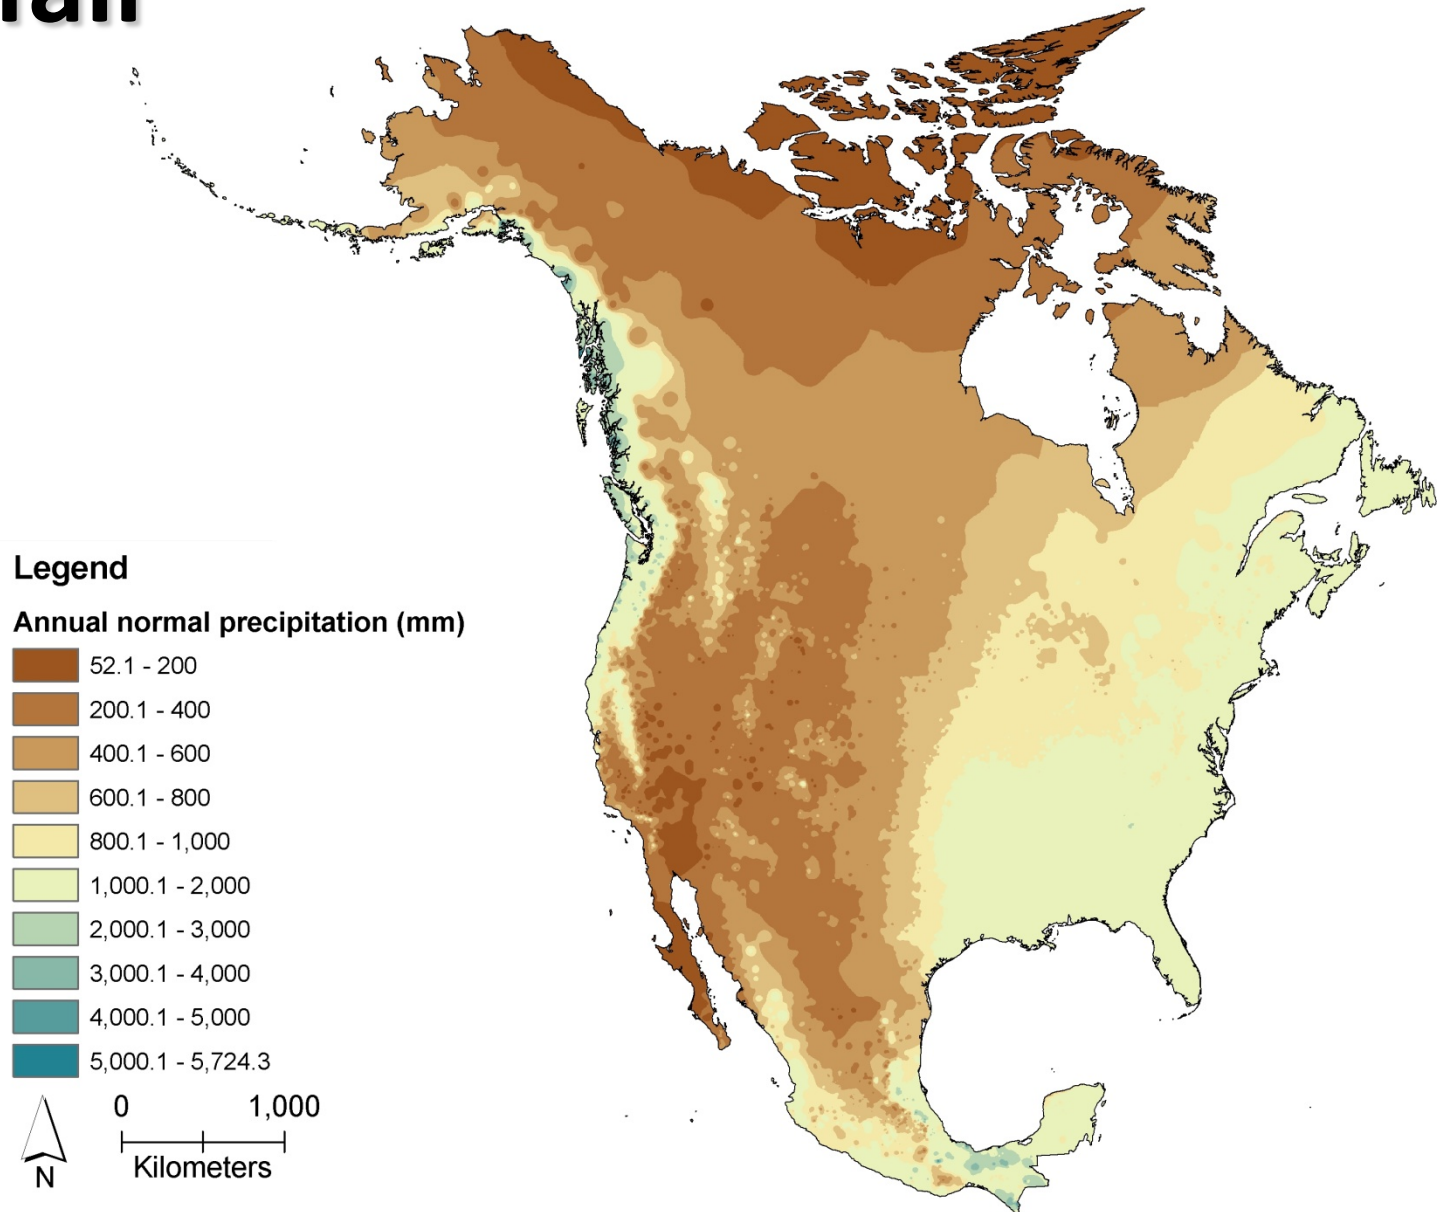 Legend
Annual normal precipitation (mm)
52.1 - 200
200.1 - 400
400.1 - 600
600.1 - 800
800.1 - 1,000
1,000.1 - 2,000
2,000.1 - 3,000
3,000.1 - 4,000
4,000.1 - 5,000
5,000.1 - 5,724.3
0 1,000
Kilometers
N